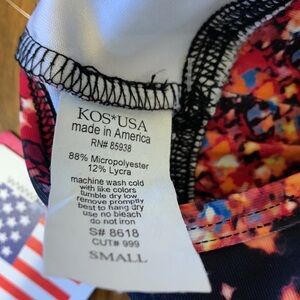 KOS*USA
made in America
RN# 85938
88% Micropolyester
12% Lycra
machine wash cold
with like colors
tumble dry low
remove promptly
best to hang dry
use no bleach
do not iron
S# 8618
CUT# 999
SMALL